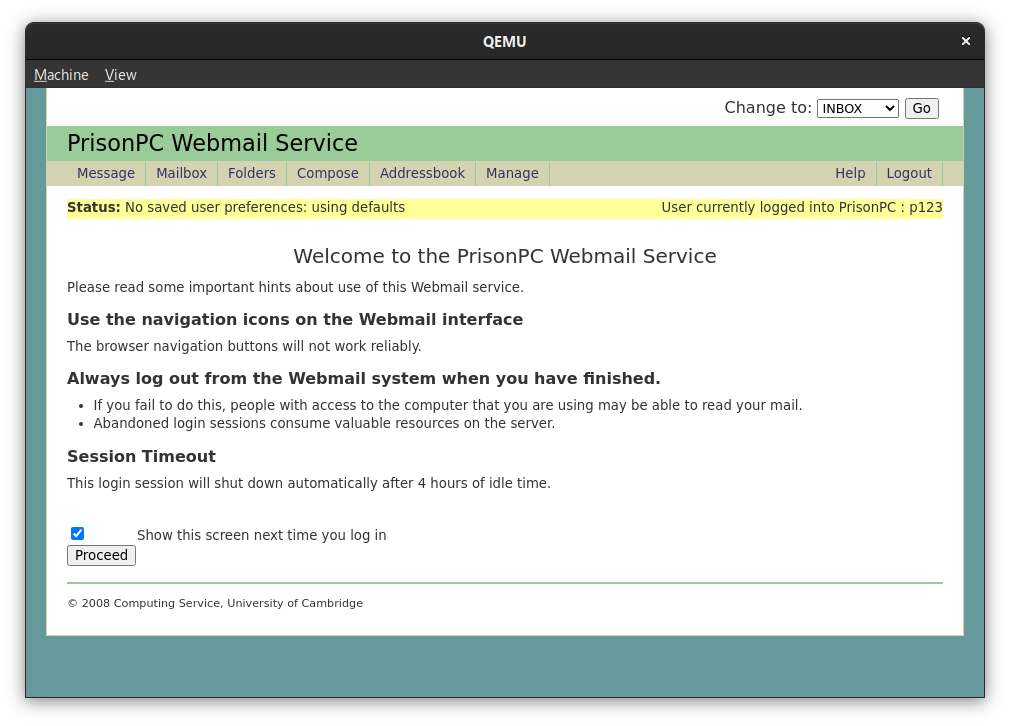 QEMU
Machine View
Change to: INBOX Go
PrisonPC Webmail Service
Message Mailbox Folders Compose Addressbook Manage Help Logout
Status: No saved user preferences: using defaults User currently logged into PrisonPC : p123
Welcome to the PrisonPC Webmail Service
Please read some important hints about use of this Webmail service.
Use the navigation icons on the Webmail interface
The browser navigation buttons will not work reliably.
Always log out from the Webmail system when you have finished.
• If you fail to do this, people with access to the computer that you are using may be able to read your mail.
• Abandoned login sessions consume valuable resources on the server.
Session Timeout
This login session will shut down automatically after 4 hours of idle time.
Show this screen next time you log in
Proceed
© 2008 Computing Service, University of Cambridge